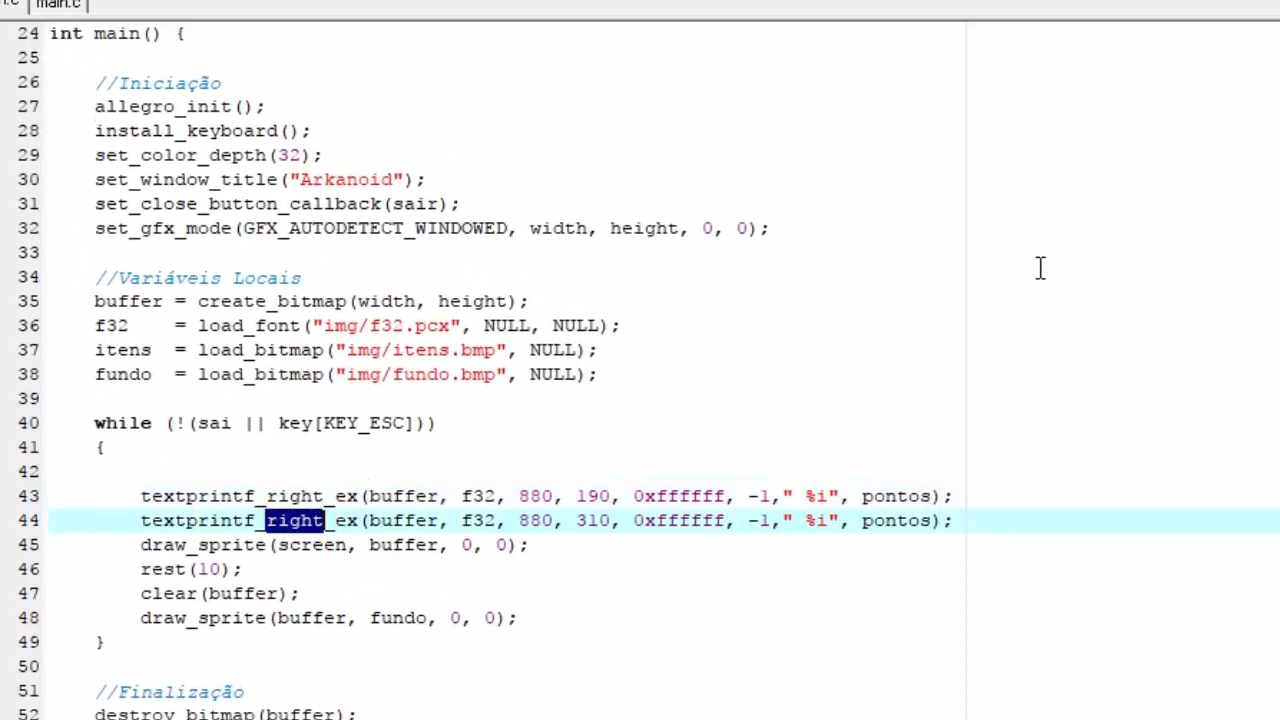 main.c
24 int main() {
25
26 //Iniciação
27 allegro_init();
28 install_keyboard();
29 set_color_depth(32);
30 set_window_title("Arkanoid");
31 set_close_button_callback(sair);
32 set_gfx_mode(GFX_AUTODETECT_WINDOWED, width, height, 0, 0);
33
34 //Variáveis Locais
35 buffer = create_bitmap(width, height);
36 f32 = load_font("img/f32.pcx", NULL, NULL);
37 itens = load_bitmap("img/itens.bmp", NULL);
38 fundo = load_bitmap("img/fundo.bmp", NULL);
39
40 while (!(sai || key[KEY_ESC]))
41 {
42
43 textprintf_right_ex(buffer, f32, 880, 190, 0xffffff, -1," %i", pontos);
44 textprintf_right_ex(buffer, f32, 880, 310, 0xffffff, -1," %i", pontos);
45 draw_sprite(screen, buffer, 0, 0);
46 rest(10);
47 clear(buffer);
48 draw_sprite(buffer, fundo, 0, 0);
49 }
50
51 //Finalização
52 destroy_bitmap(buffer);